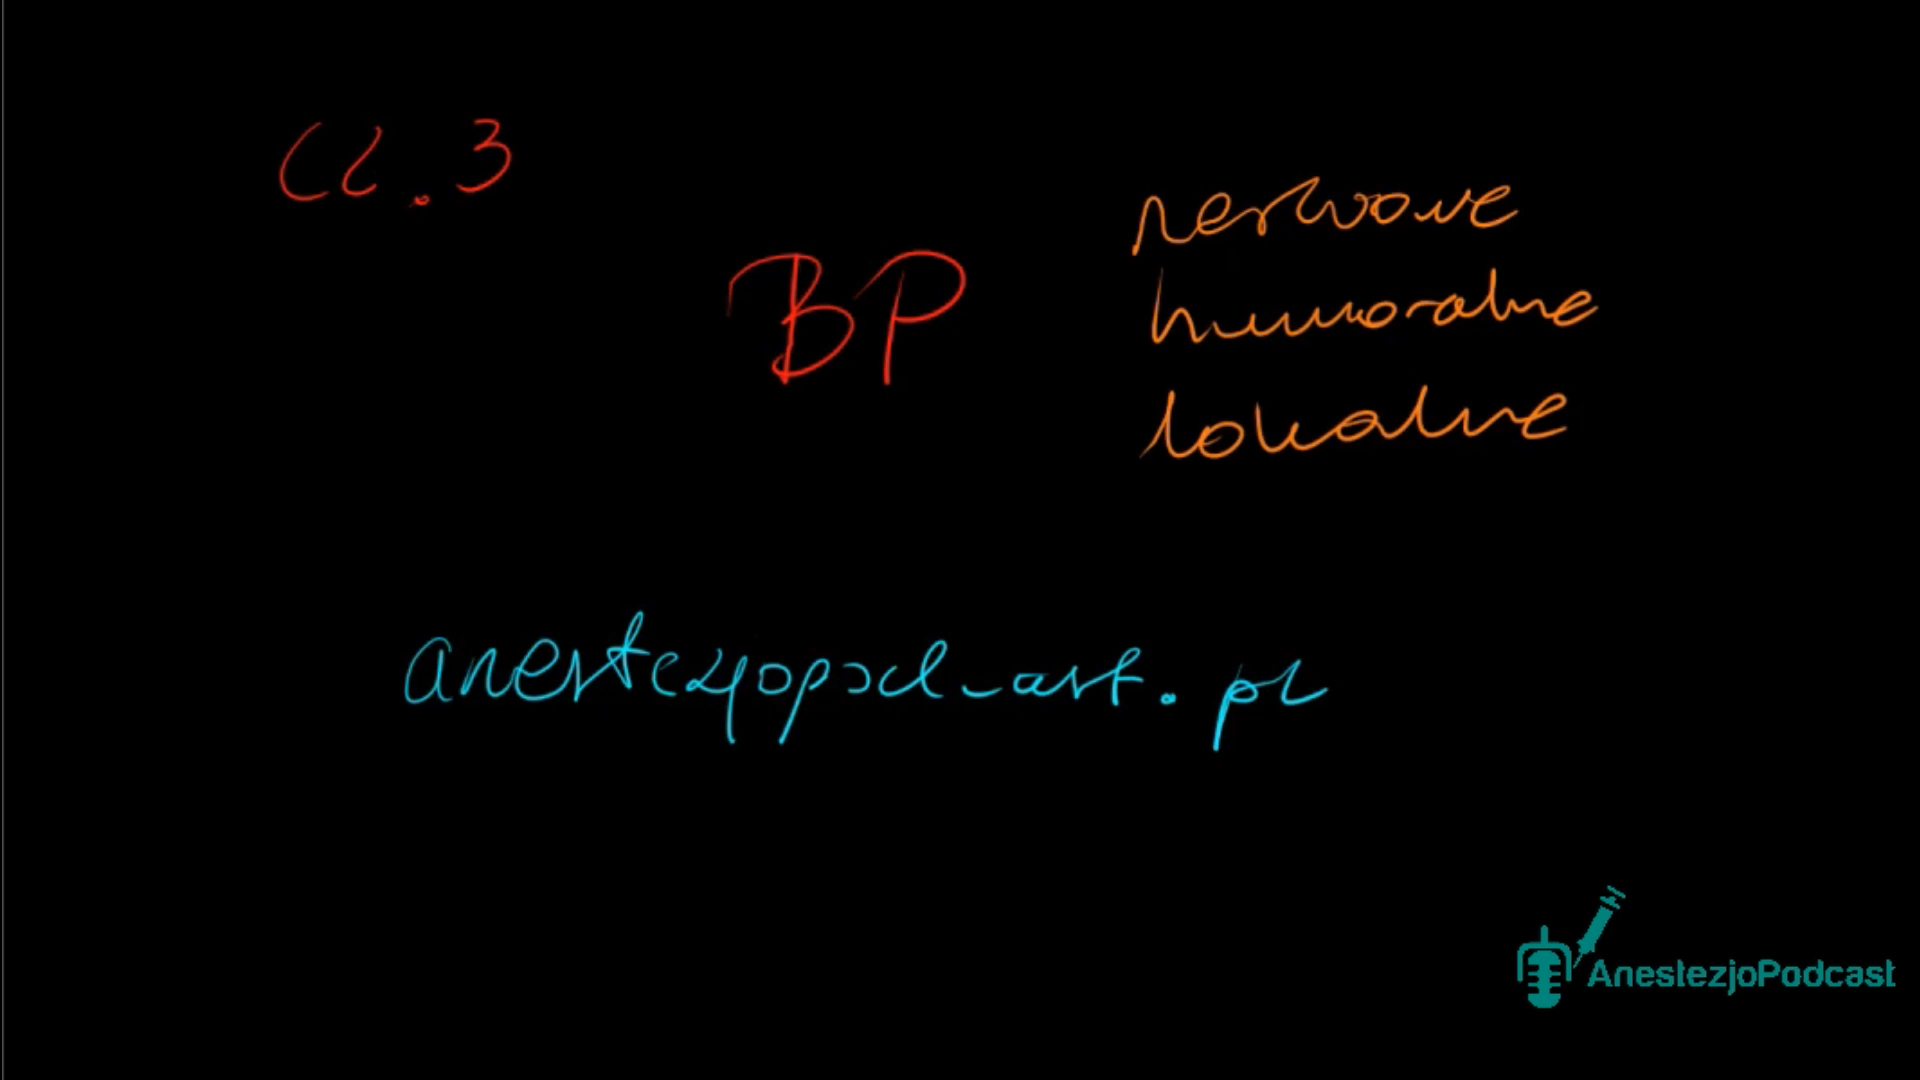 Cz. 3
BP
nerwowe
humoralne
lokalne
anestezjopodcast.pl
AnestezjoPodcast